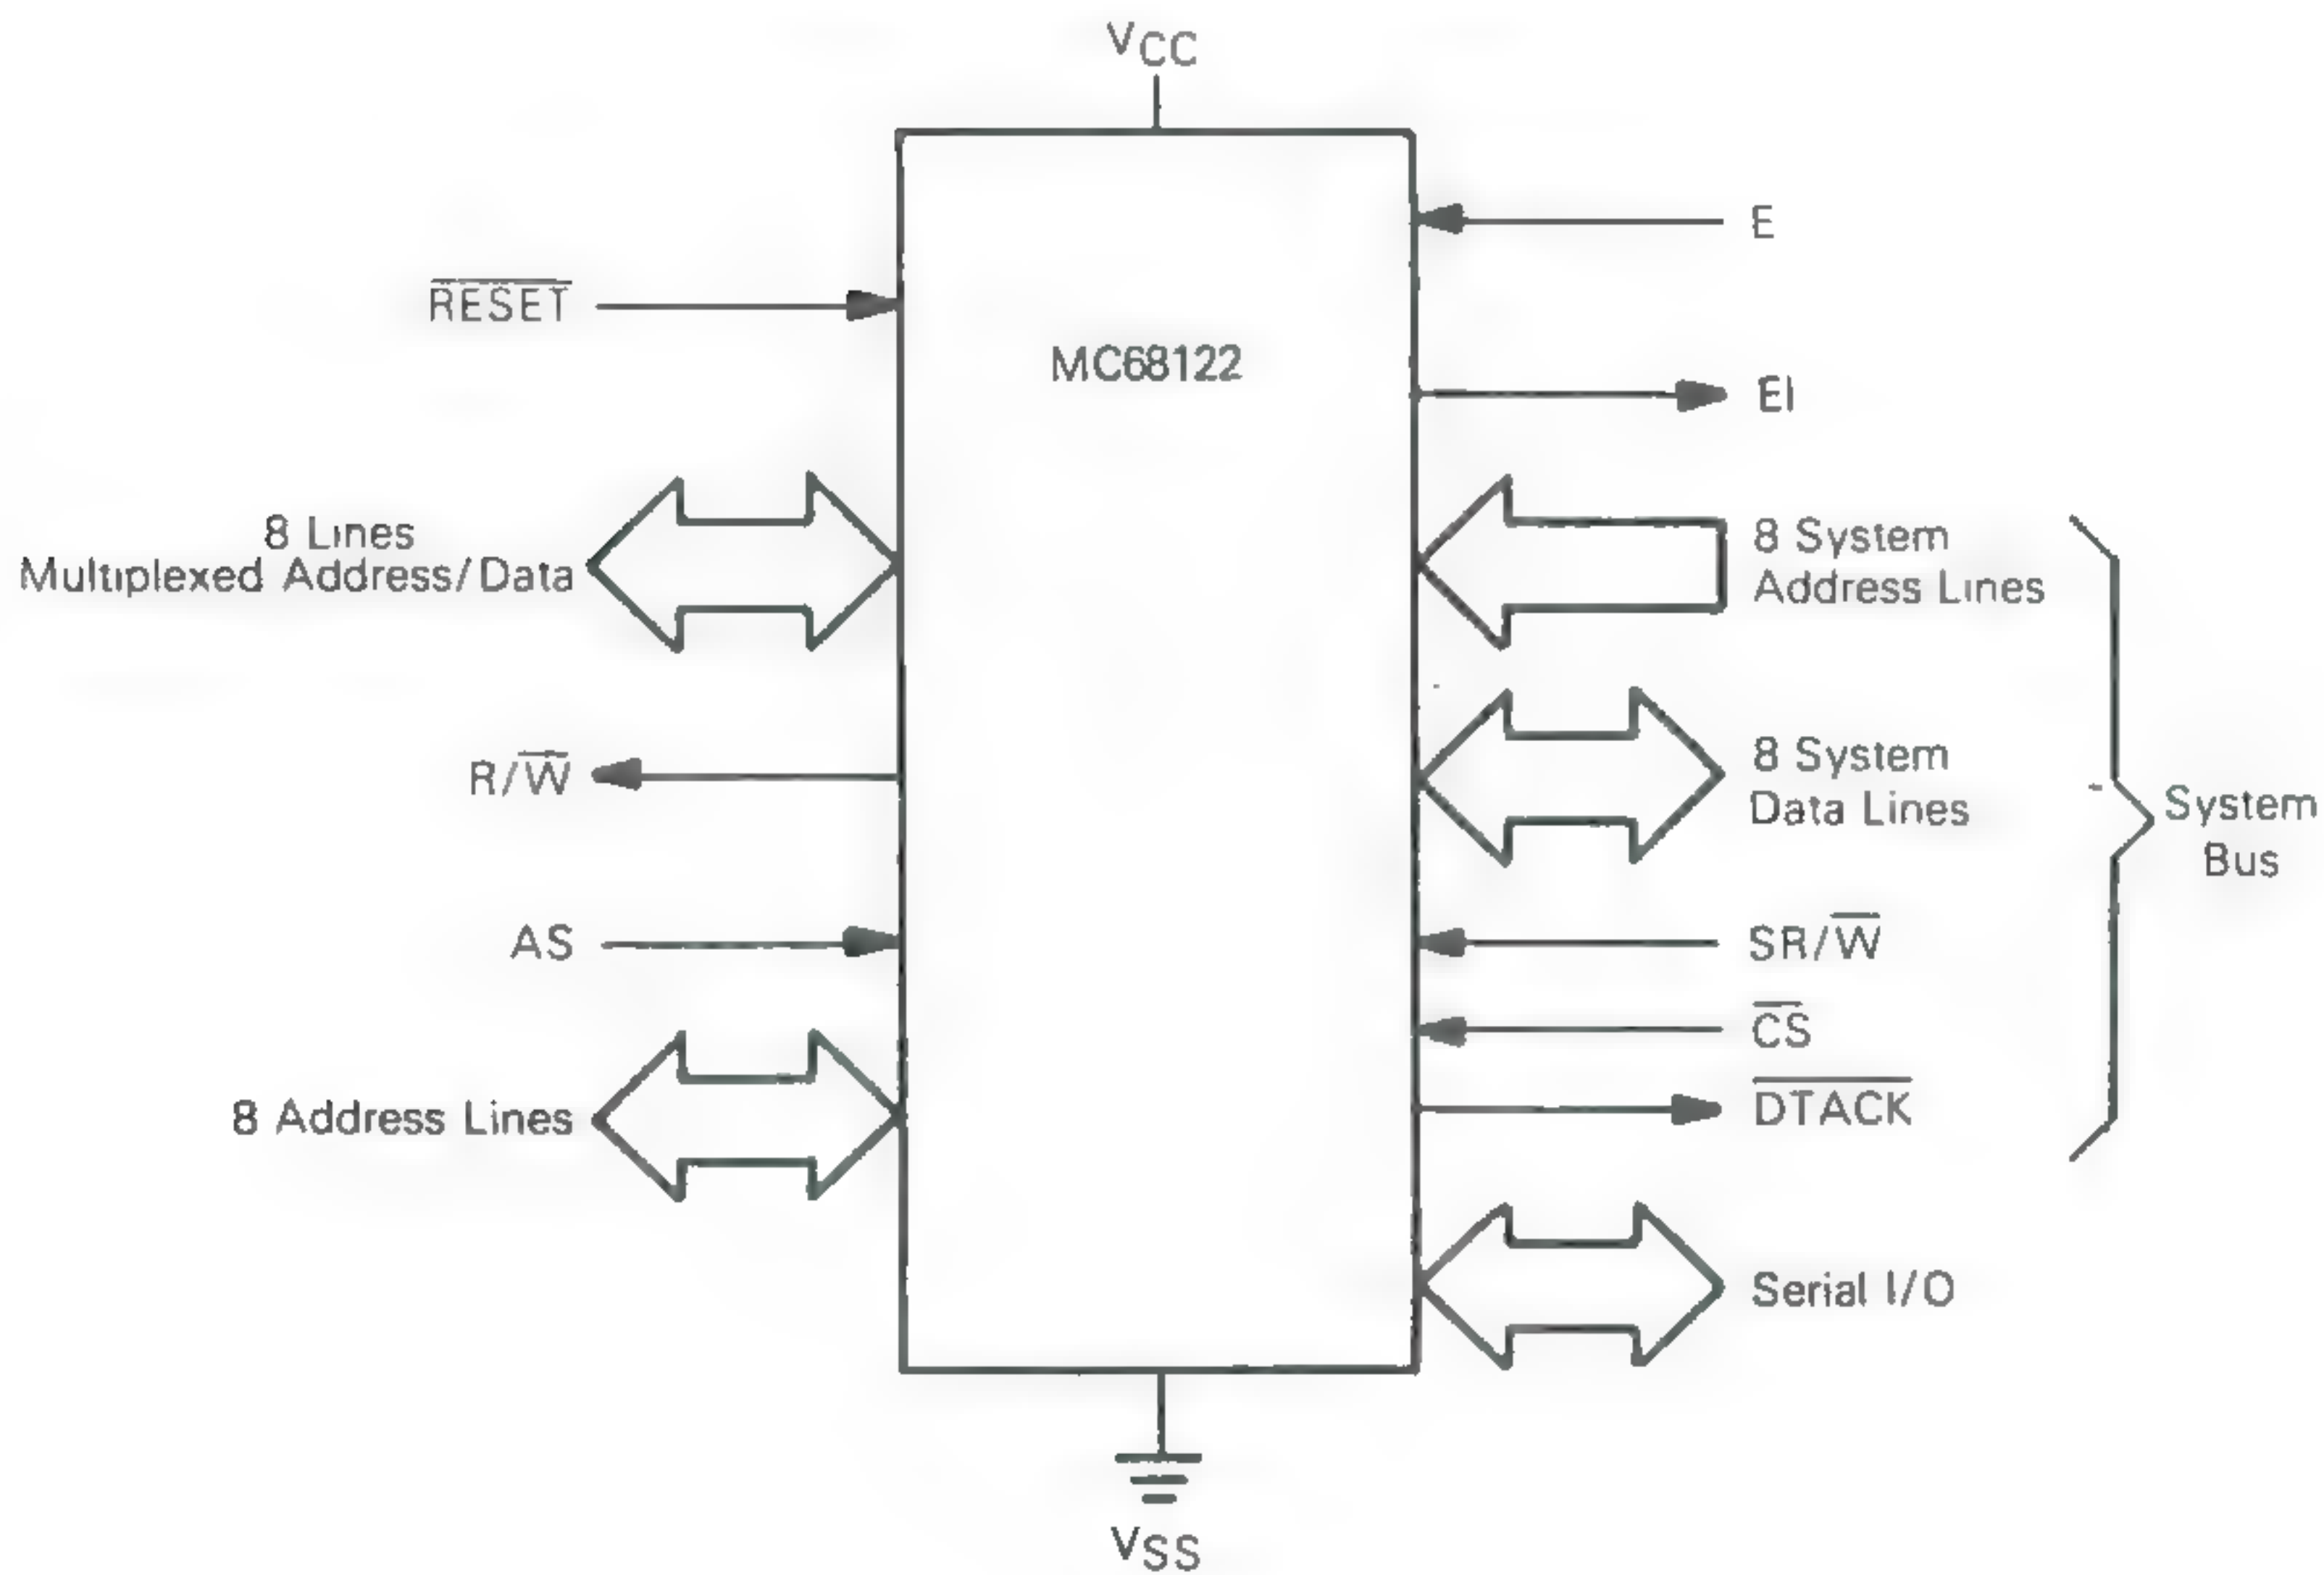 VCC
E
RESET
MC68122
EI
8 Lines
Multiplexed Address/Data
8 System
Address Lines
R/W
8 System
Data Lines
System
Bus
AS
SR/W
CS
8 Address Lines
DTACK
Serial I/O
VSS